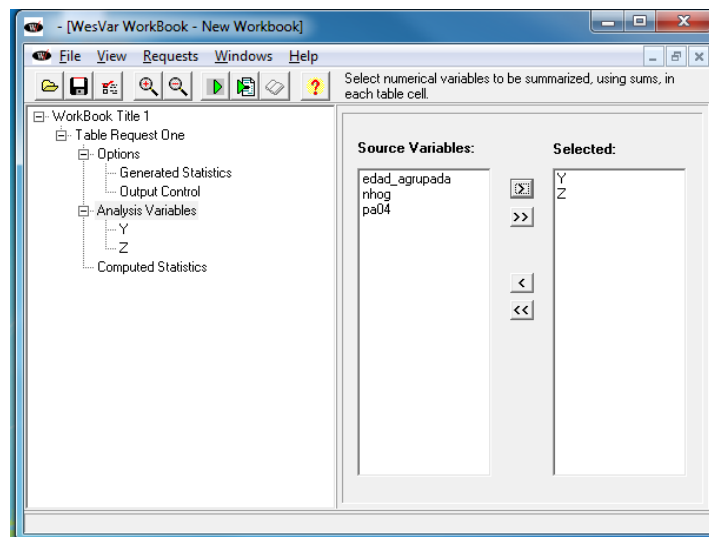 - [WesVar WorkBook - New Workbook]
File View Requests Windows Help
Select numerical variables to be summarized, using sums, in
each table cell.
WorkBook Title 1
Table Request One
Options
Generated Statistics
Output Control
Analysis Variables
Y
Z
Computed Statistics
Source Variables:
edad_agrupada
nhog
pa04
>
>>
<
<<
Selected:
Y
Z